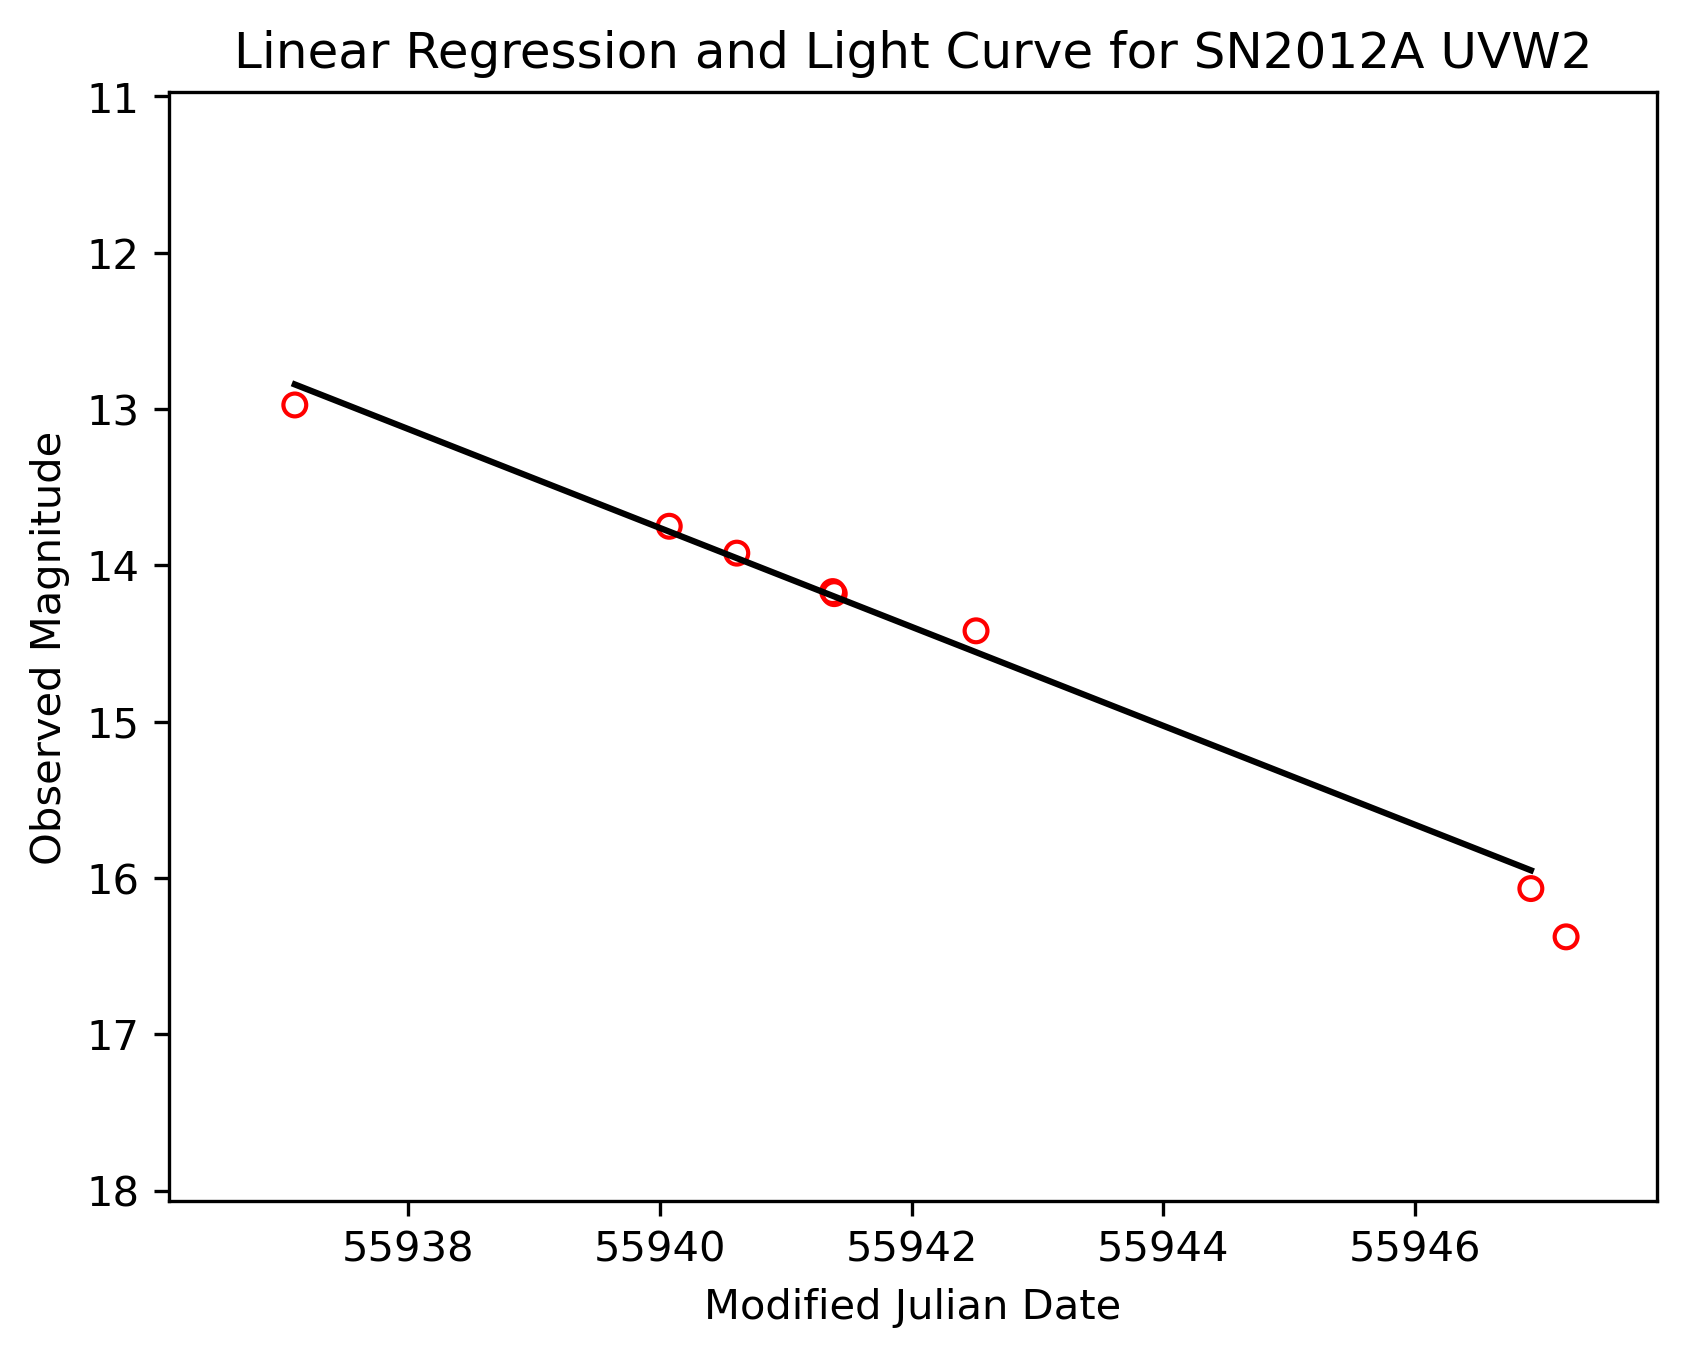 Linear Regression and Light Curve for SN2012A UVW2
11
12
13
14
15
16
17
18
Observed Magnitude
55938 55940 55942 55944 55946
Modified Julian Date